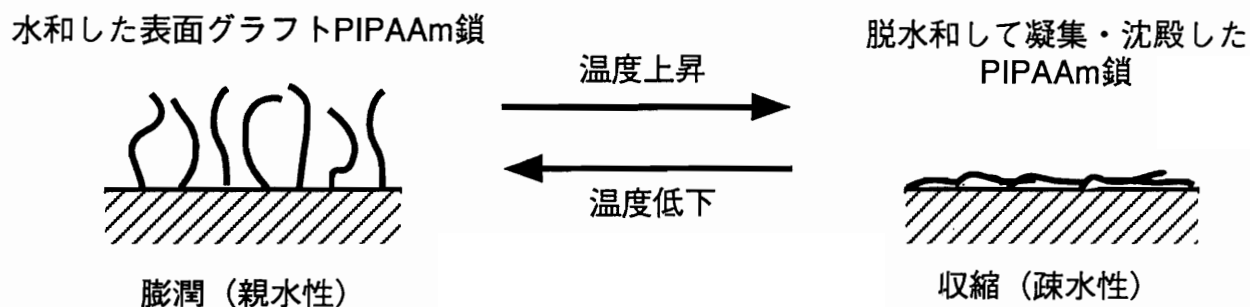 水和した表面グラフトPIPAAm鎖
温度上昇
温度低下
膨潤（親水性）
脱水和して凝集・沈殿した
PIPAAm鎖
収縮（疎水性）